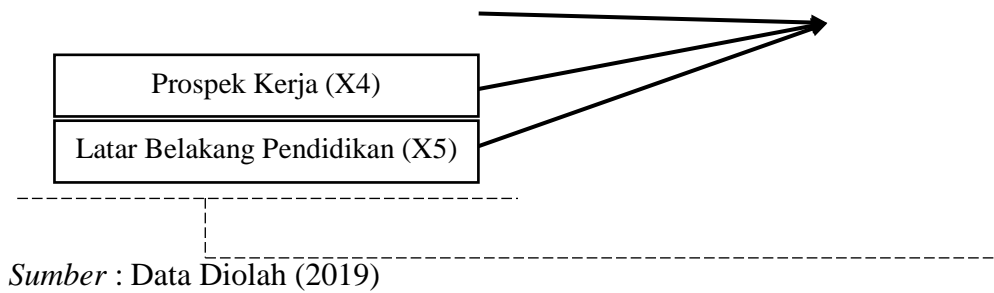 Prospek Kerja (X4)
Latar Belakang Pendidikan (X5)
Sumber : Data Diolah (2019)